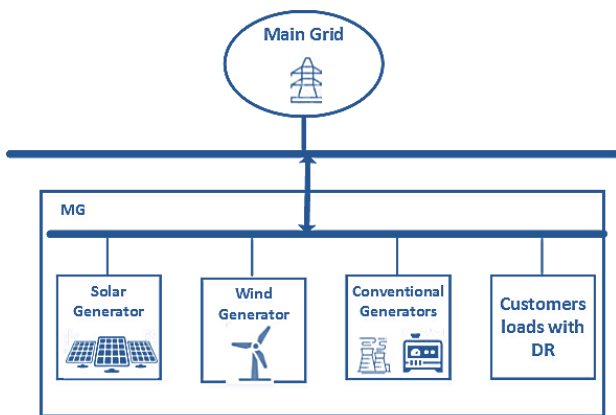 Main Grid
MG
Solar
Generator
Wind
Generator
Conventional
Generators
Customers
loads with
DR